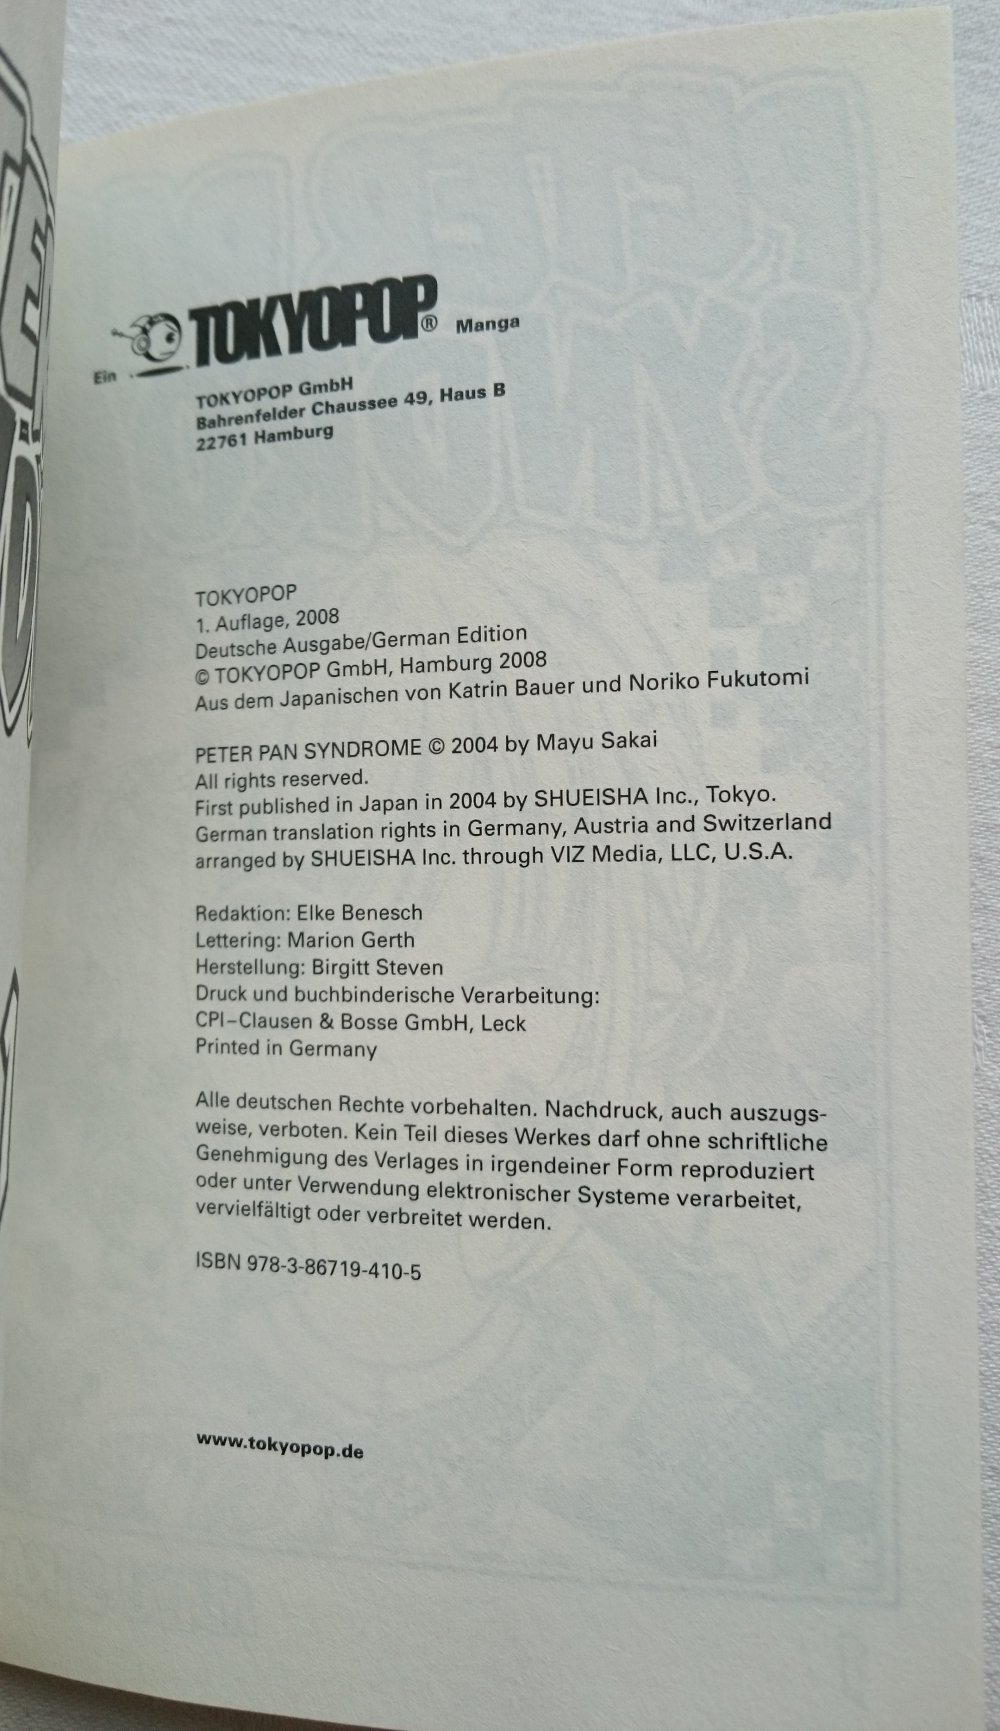 Ein TOKYOPOP® Manga
TOKYOPOP GmbH
Bahrenfelder Chaussee 49, Haus B
22761 Hamburg
TOKYOPOP
1. Auflage, 2008
Deutsche Ausgabe/German Edition
© TOKYOPOP GmbH, Hamburg 2008
Aus dem Japanischen von Katrin Bauer und Noriko Fukutomi
PETER PAN SYNDROME © 2004 by Mayu Sakai
All rights reserved.
First published in Japan in 2004 by SHUEISHA Inc., Tokyo.
German translation rights in Germany, Austria and Switzerland
arranged by SHUEISHA Inc. through VIZ Media, LLC, U.S.A.
Redaktion: Elke Benesch
Lettering: Marion Gerth
Herstellung: Birgitt Steven
Druck und buchbinderische Verarbeitung:
CPI–Clausen & Bosse GmbH, Leck
Printed in Germany
Alle deutschen Rechte vorbehalten. Nachdruck, auch auszugs-
weise, verboten. Kein Teil dieses Werkes darf ohne schriftliche
Genehmigung des Verlages in irgendeiner Form reproduziert
oder unter Verwendung elektronischer Systeme verarbeitet,
vervielfältigt oder verbreitet werden.
ISBN 978-3-86719-410-5
www.tokyopop.de